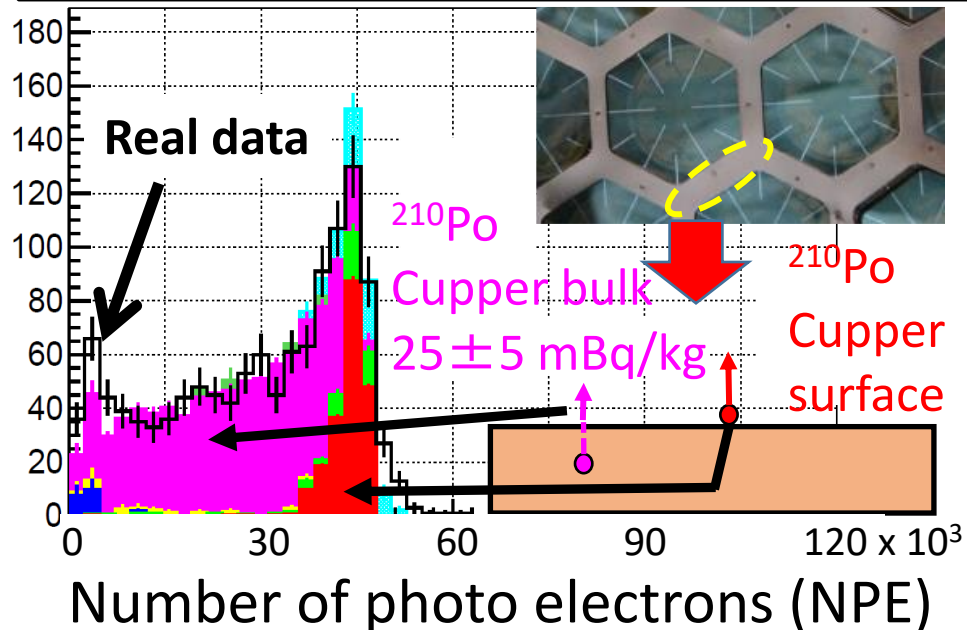 180
160
140
120
100
80
60
40
20
0
Real data
²¹⁰Po
Cupper bulk
25±5 mBq/kg
²¹⁰Po
Cupper
surface
0 30 60 90 120 x 10³
Number of photo electrons (NPE)